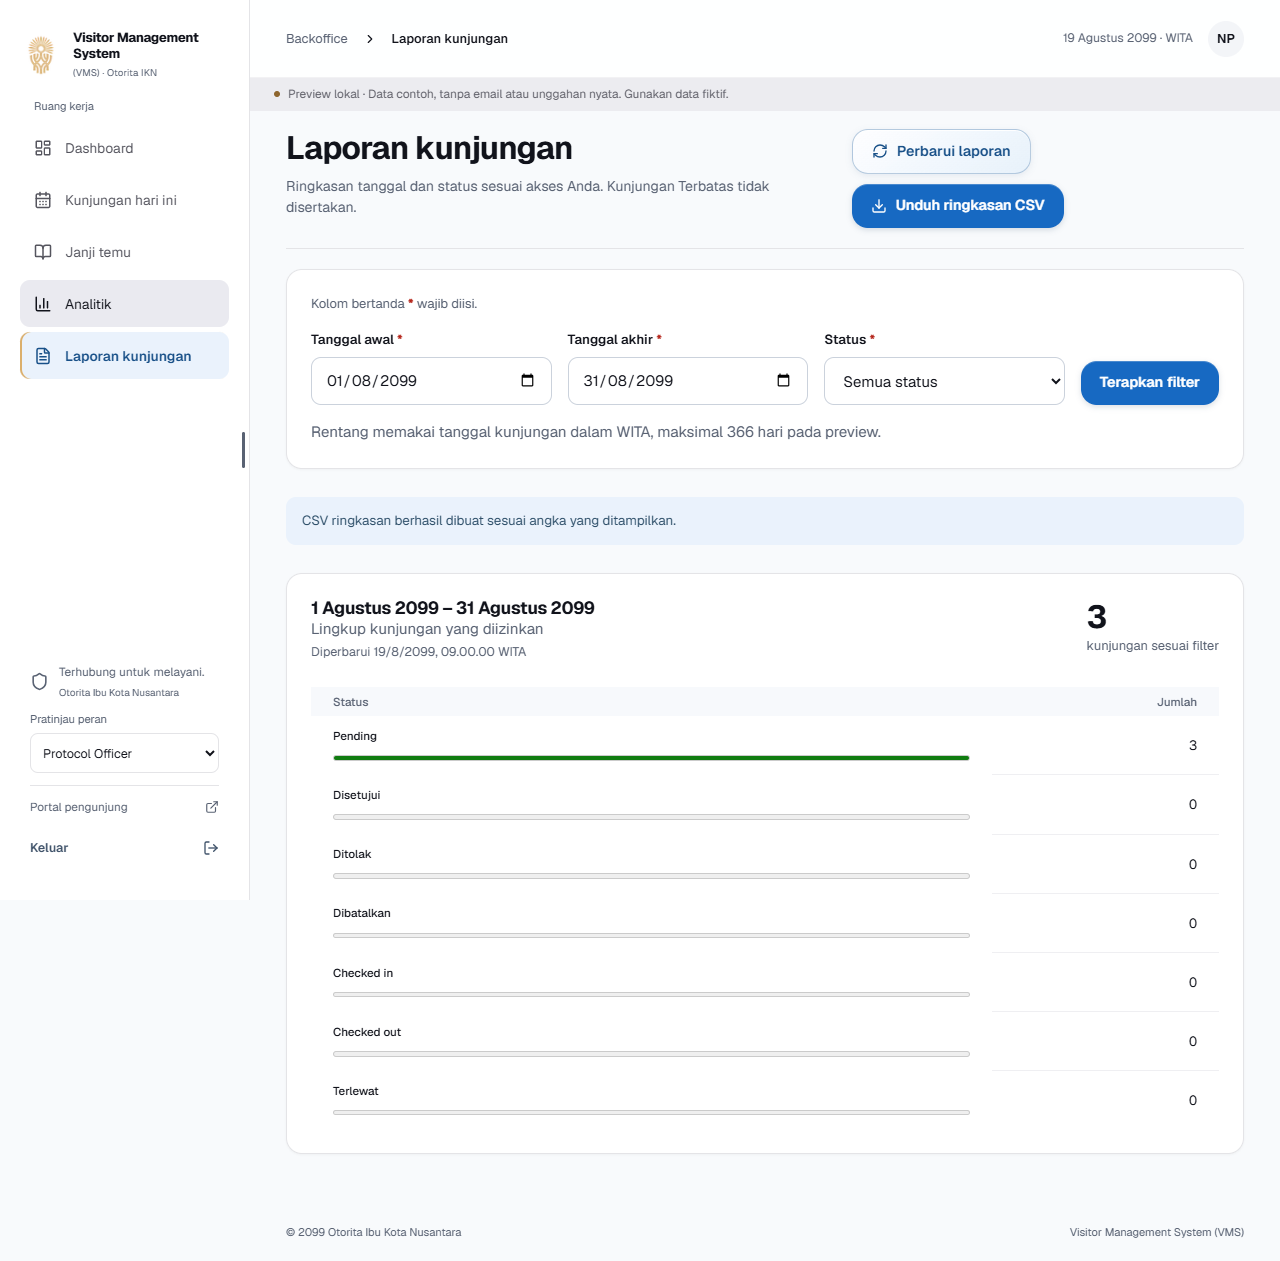 Visitor Management
System
(VMS) · Otorita IKN
Ruang kerja
Dashboard
Kunjungan hari ini
Janji temu
Analitik
Laporan kunjungan
Terhubung untuk melayani.
Otorita Ibu Kota Nusantara
Pratinjau peran
Protocol Officer
Portal pengunjung
Keluar
Backoffice
Laporan kunjungan
19 Agustus 2099 · WITA
NP
Preview lokal · Data contoh, tanpa email atau unggahan nyata. Gunakan data fiktif.
Laporan kunjungan
Ringkasan tanggal dan status sesuai akses Anda. Kunjungan Terbatas tidak
disertakan.
Perbarui laporan
Unduh ringkasan CSV
Kolom bertanda * wajib diisi.
Tanggal awal *
Tanggal akhir *
Status *
01/08/2099
31/08/2099
Semua status
Terapkan filter
Rentang memakai tanggal kunjungan dalam WITA, maksimal 366 hari pada preview.
CSV ringkasan berhasil dibuat sesuai angka yang ditampilkan.
1 Agustus 2099 – 31 Agustus 2099
Lingkup kunjungan yang diizinkan
Diperbarui 19/8/2099, 09.00.00 WITA
3
kunjungan sesuai filter
Status Jumlah
Pending 3
Disetujui 0
Ditolak 0
Dibatalkan 0
Checked in 0
Checked out 0
Terlewat 0
© 2099 Otorita Ibu Kota Nusantara
Visitor Management System (VMS)